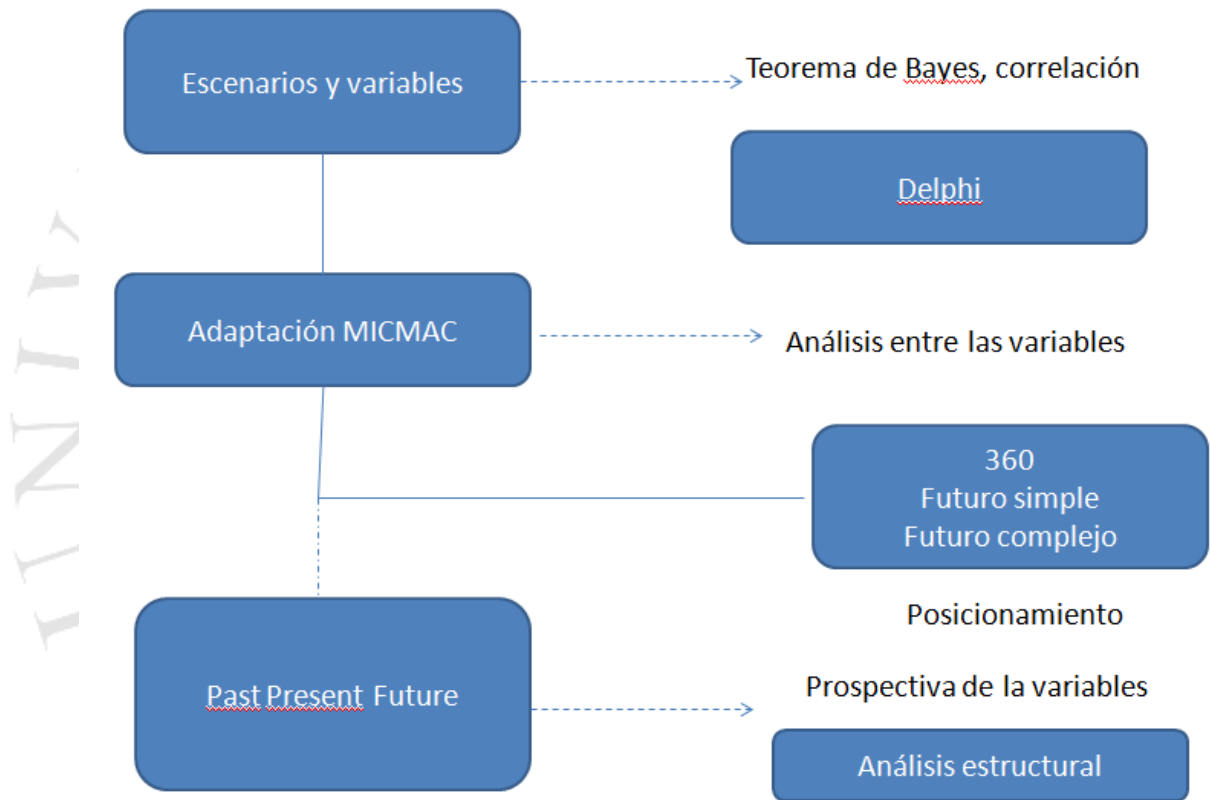 Escenarios y variables
Teorema de Bayes, correlación
Delphi
Adaptación MICMAC
Análisis entre las variables
360
Futuro simple
Futuro complejo
Posicionamiento
Past Present Future
Prospectiva de la variables
Análisis estructural